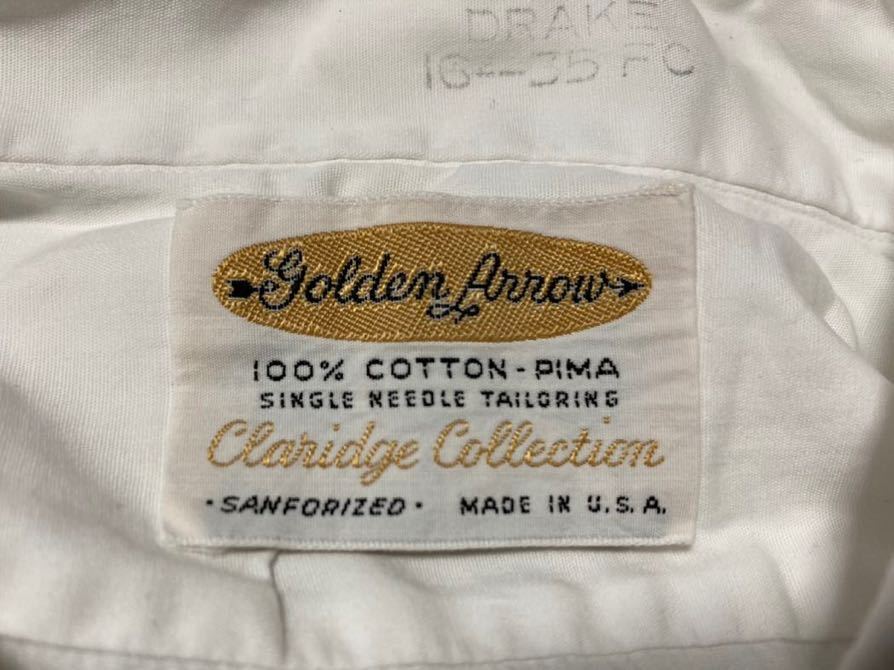 DRAKE
16-35 FC
Golden Arrow
100% COTTON-PIMA
SINGLE NEEDLE TAILORING
Claridge Collection
·SANFORIZED· MADE IN U.S.A.